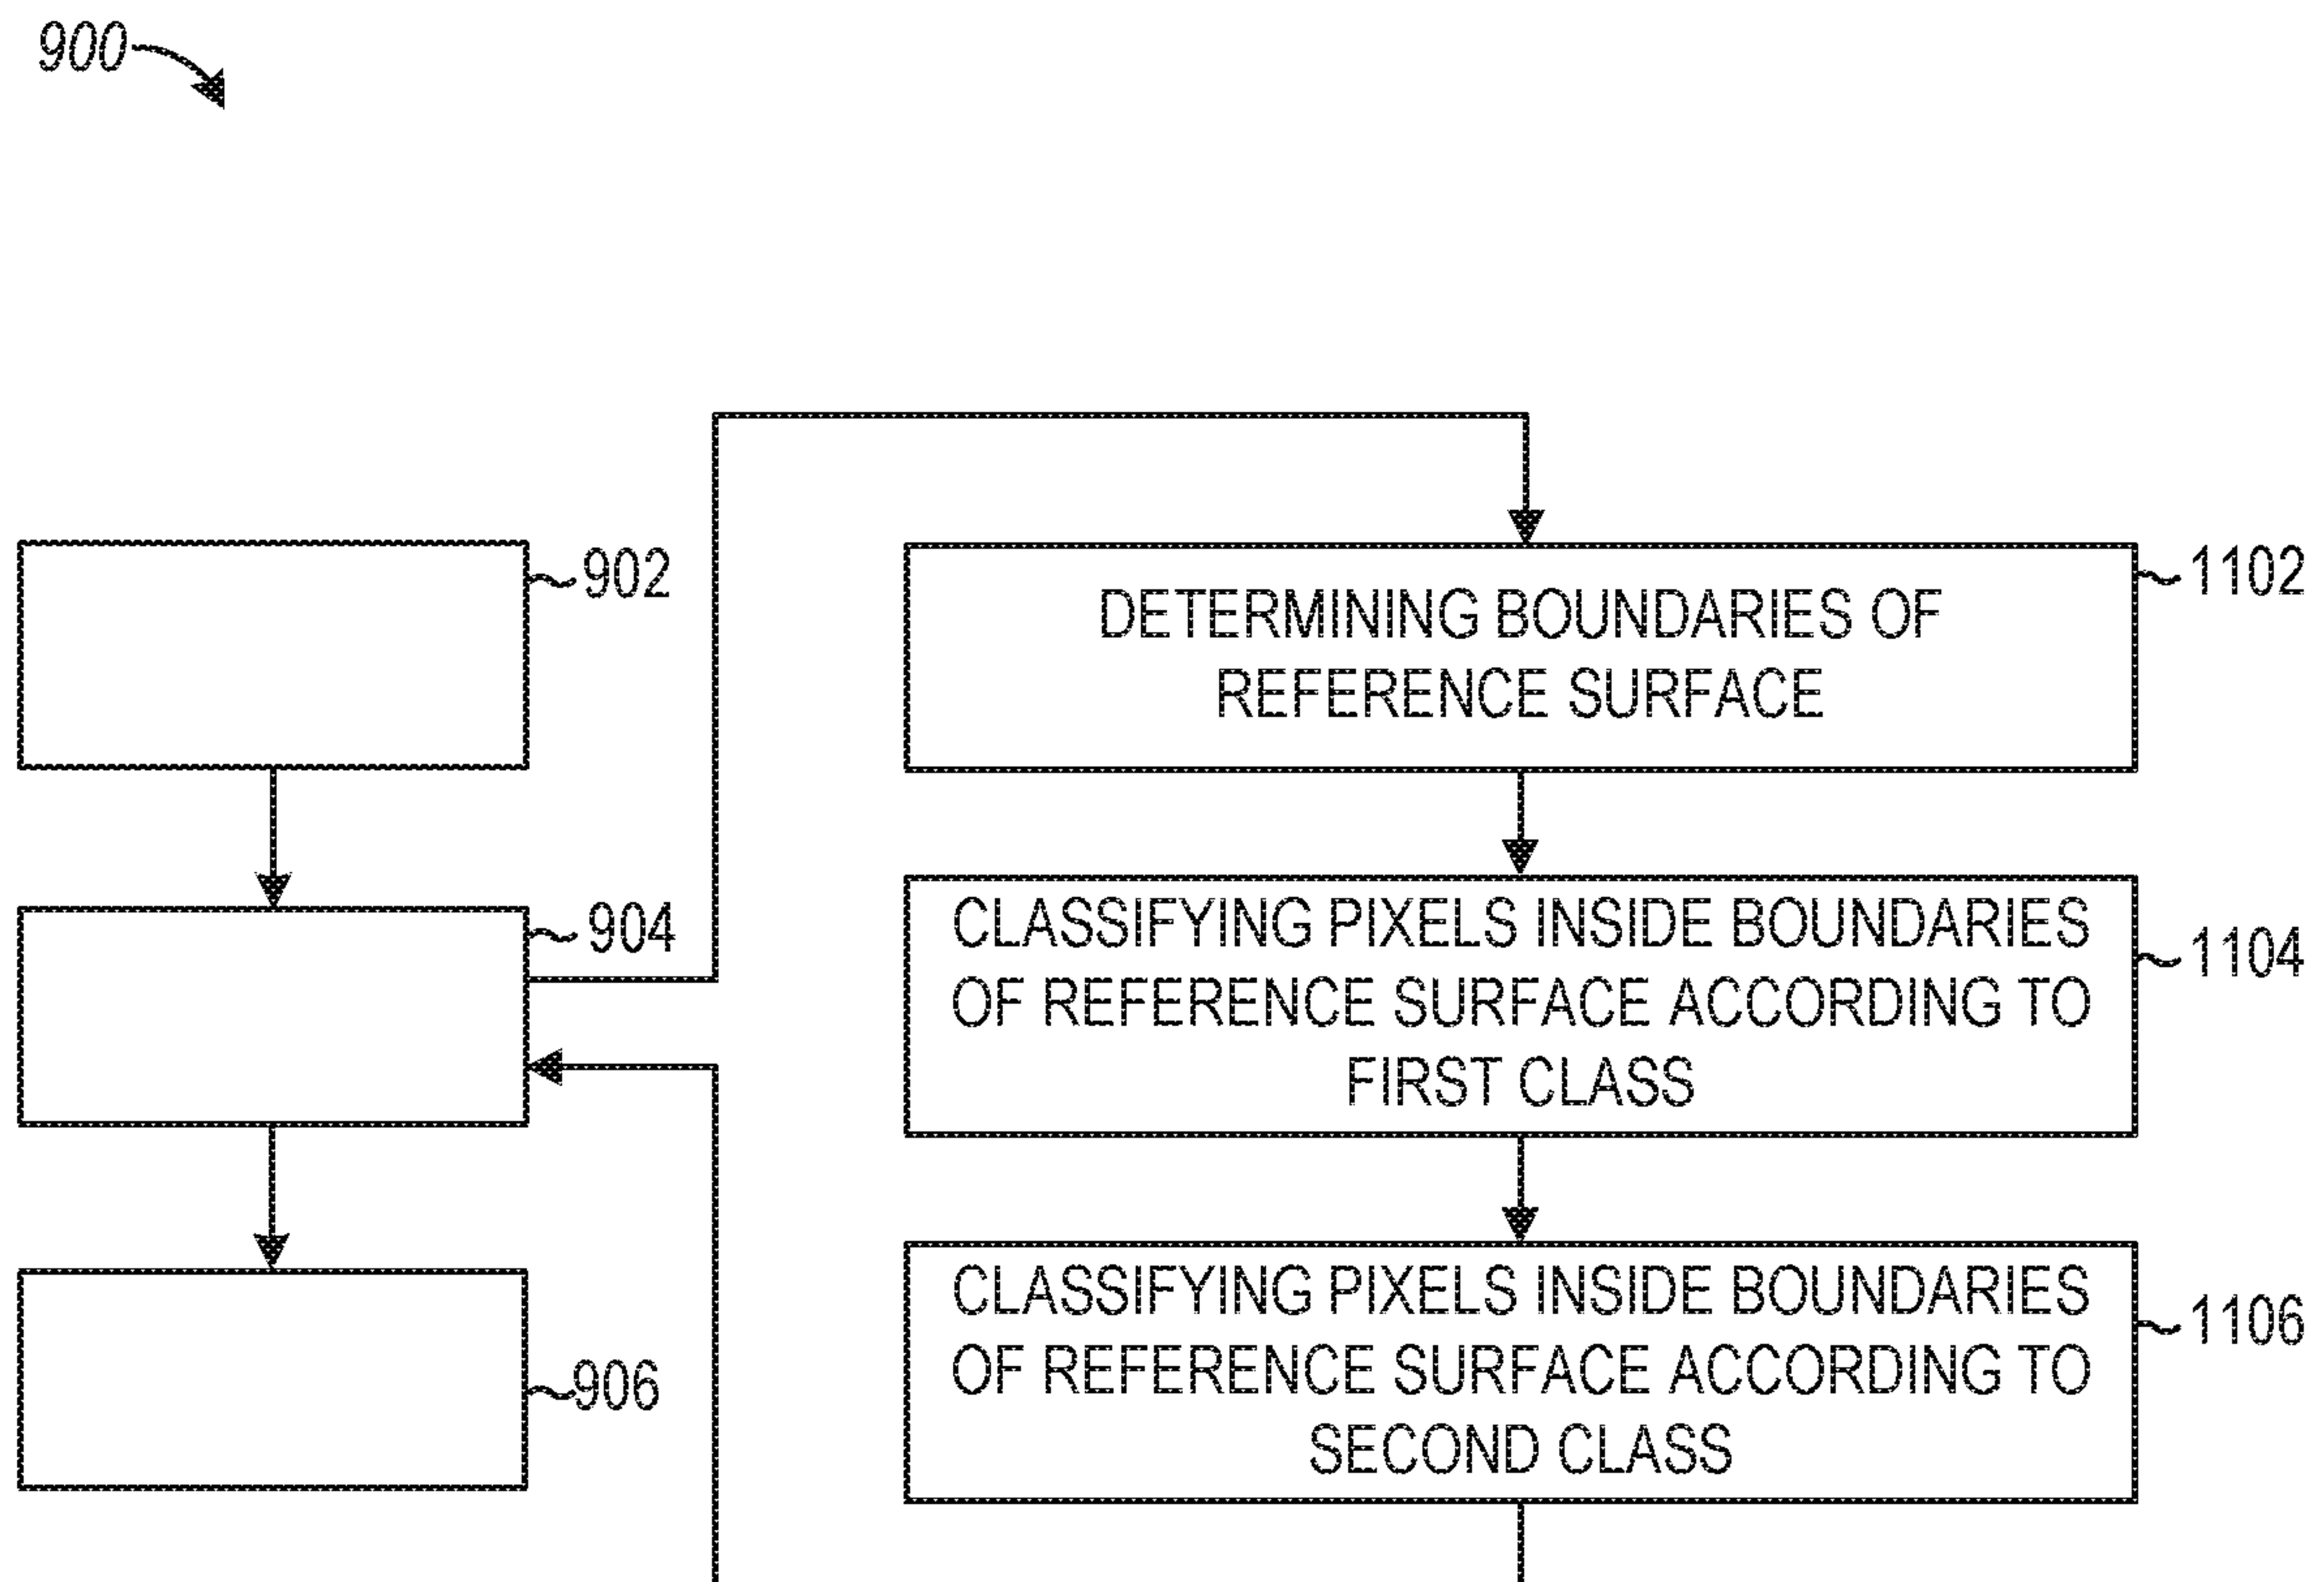 900
902
904
906
DETERMINING BOUNDARIES OF
REFERENCE SURFACE
1102
CLASSIFYING PIXELS INSIDE BOUNDARIES
OF REFERENCE SURFACE ACCORDING TO
FIRST CLASS
1104
CLASSIFYING PIXELS INSIDE BOUNDARIES
OF REFERENCE SURFACE ACCORDING TO
SECOND CLASS
1106